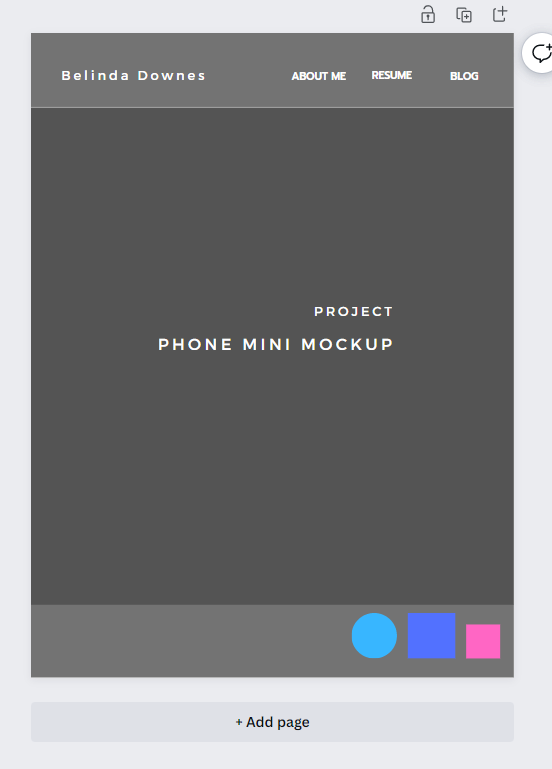 Belinda Downes ABOUT ME RESUME BLOG
PROJECT
PHONE MINI MOCKUP
+ Add page